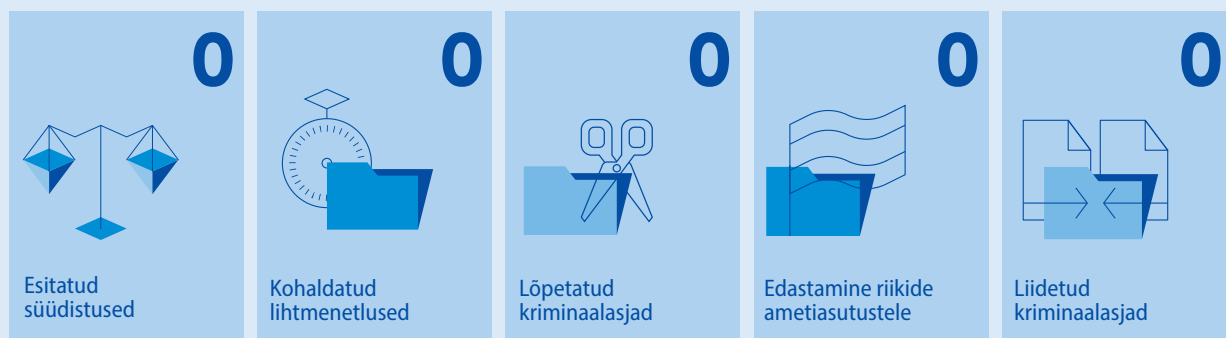 0
Esitatud
süüdistused
0
Kohaldatud
lihtmenetlused
0
Lõpetatud
kriminaalasjad
0
Edastamine riikide
ametiasutustele
0
Liidetud
kriminaalasjad